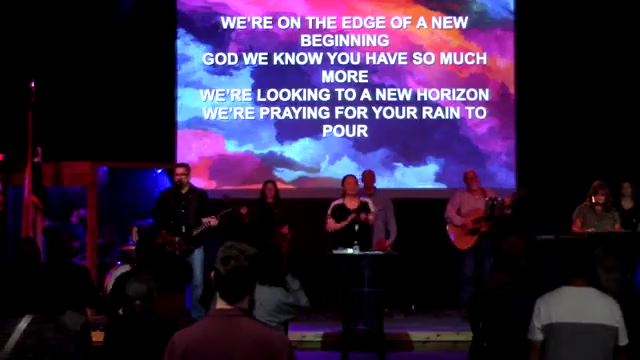 WE'RE ON THE EDGE OF A NEW
BEGINNING
GOD WE KNOW YOU HAVE SO MUCH
MORE
WE'RE LOOKING TO A NEW HORIZON
WE'RE PRAYING FOR YOUR RAIN TO
POUR